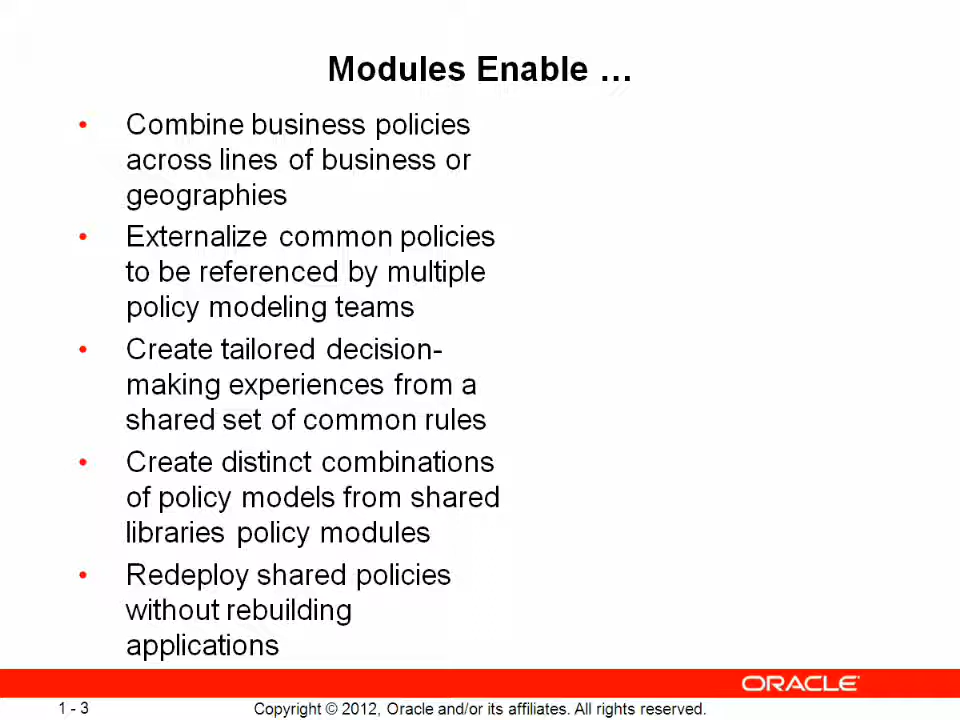 Modules Enable …
• Combine business policies
across lines of business or
geographies
• Externalize common policies
to be referenced by multiple
policy modeling teams
• Create tailored decision-
making experiences from a
shared set of common rules
• Create distinct combinations
of policy models from shared
libraries policy modules
• Redeploy shared policies
without rebuilding
applications
ORACLE
1 - 3
Copyright © 2012, Oracle and/or its affiliates. All rights reserved.